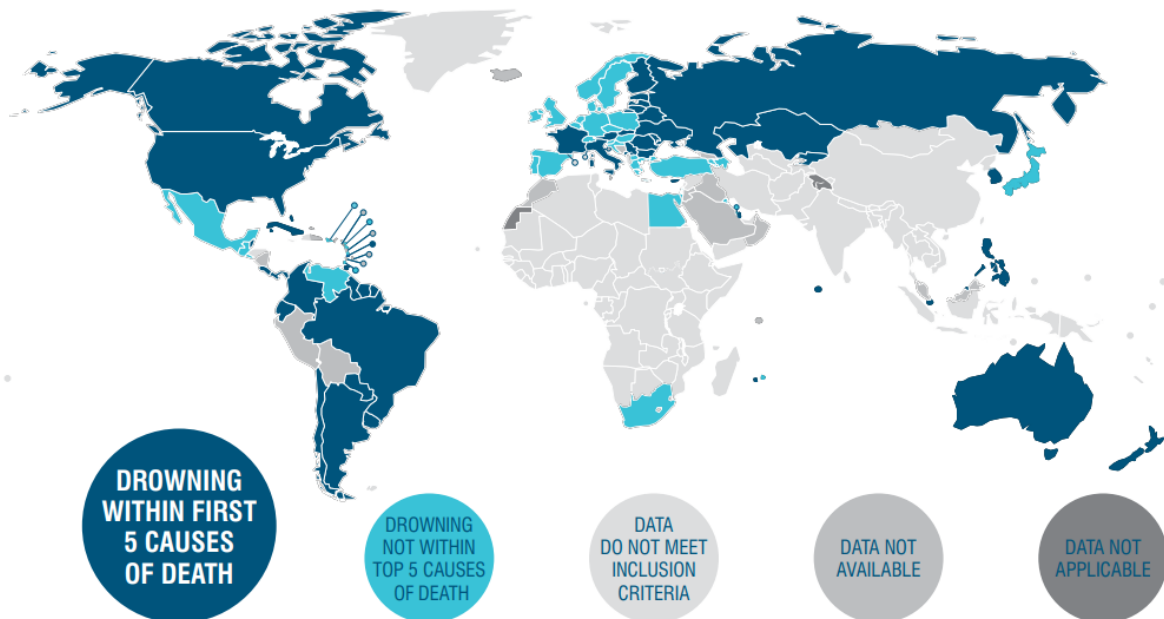 DROWNING
WITHIN FIRST
5 CAUSES
OF DEATH
DROWNING
NOT WITHIN
TOP 5 CAUSES
OF DEATH
DATA
DO NOT MEET
INCLUSION
CRITERIA
DATA NOT
AVAILABLE
DATA NOT
APPLICABLE